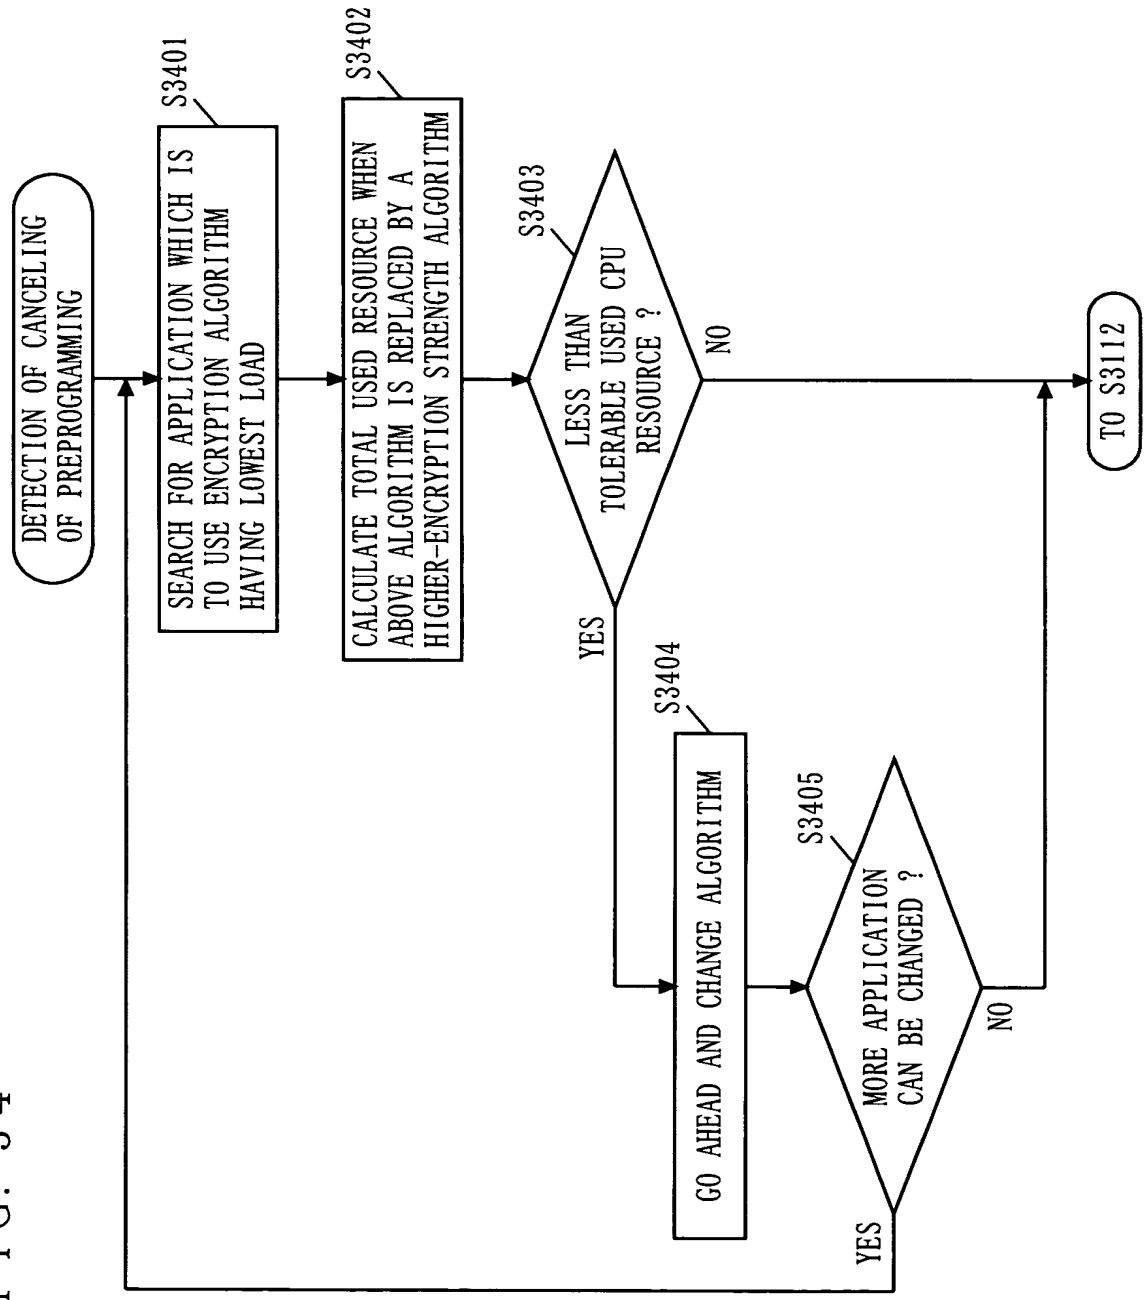 FIG. 34
DETECTION OF CANCELING
OF PREPROGRAMMING
S3401
SEARCH FOR APPLICATION WHICH IS
TO USE ENCRYPTION ALGORITHM
HAVING LOWEST LOAD
S3402
CALCULATE TOTAL USED RESOURCE WHEN
ABOVE ALGORITHM IS REPLACED BY A
HIGHER-ENCRYPTION STRENGTH ALGORITHM
S3403
LESS THAN
TOLERABLE USED CPU
RESOURCE ?
YES
NO
S3404
GO AHEAD AND CHANGE ALGORITHM
S3405
MORE APPLICATION
CAN BE CHANGED ?
YES
NO
TO S3112